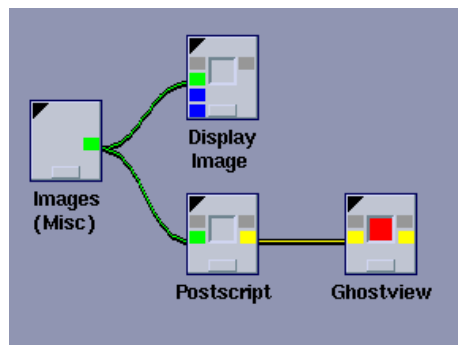 Display
Image
Images
(Misc)
Postscript
Ghostview